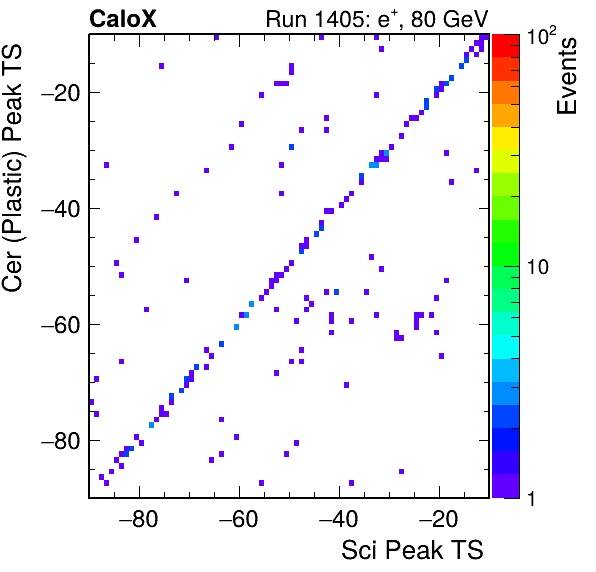 CaloX Run 1405: e⁺, 80 GeV
Cer (Plastic) Peak TS
−20
−40
−60
−80
−80 −60 −40 −20
Sci Peak TS
10²
10
1
Events